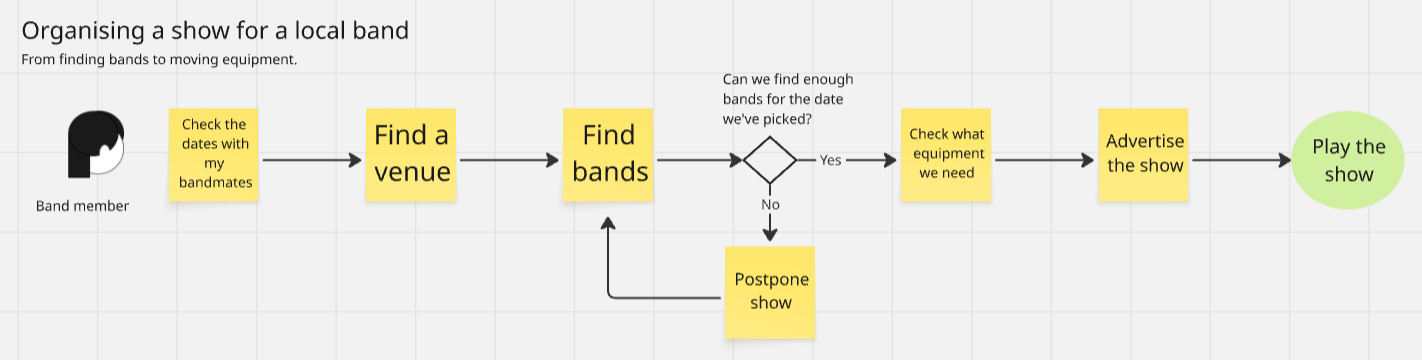 Organising a show for a local band
From finding bands to moving equipment.
Can we find enough
bands for the date
we've picked?
Band member
Check the
dates with
my
bandmates
Find a
venue
Find
bands
Yes
No
Check what
equipment
we need
Advertise
the show
Play the
show
Postpone
show